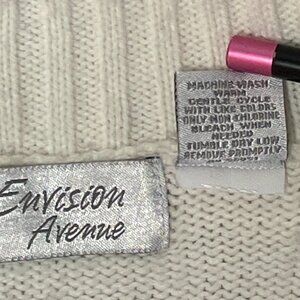 Envision
Avenue
MACHINE WASH
WARM
GENTLE CYCLE
WITH LIKE COLORS
ONLY NON CHLORINE
BLEACH WHEN
NEEDED
TUMBLE DRY LOW
REMOVE PROMPTLY